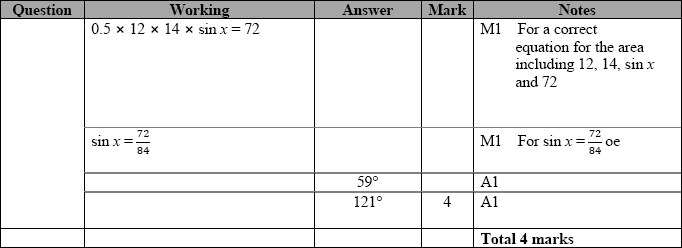 Question Working Answer Mark Notes
0.5 × 12 × 14 × sin x = 72 M1 For a correct
equation for the area
including 12, 14, sin x
and 72
sin x = 72/84 M1 For sin x = 72/84 oe
59° A1
121° 4 A1
Total 4 marks